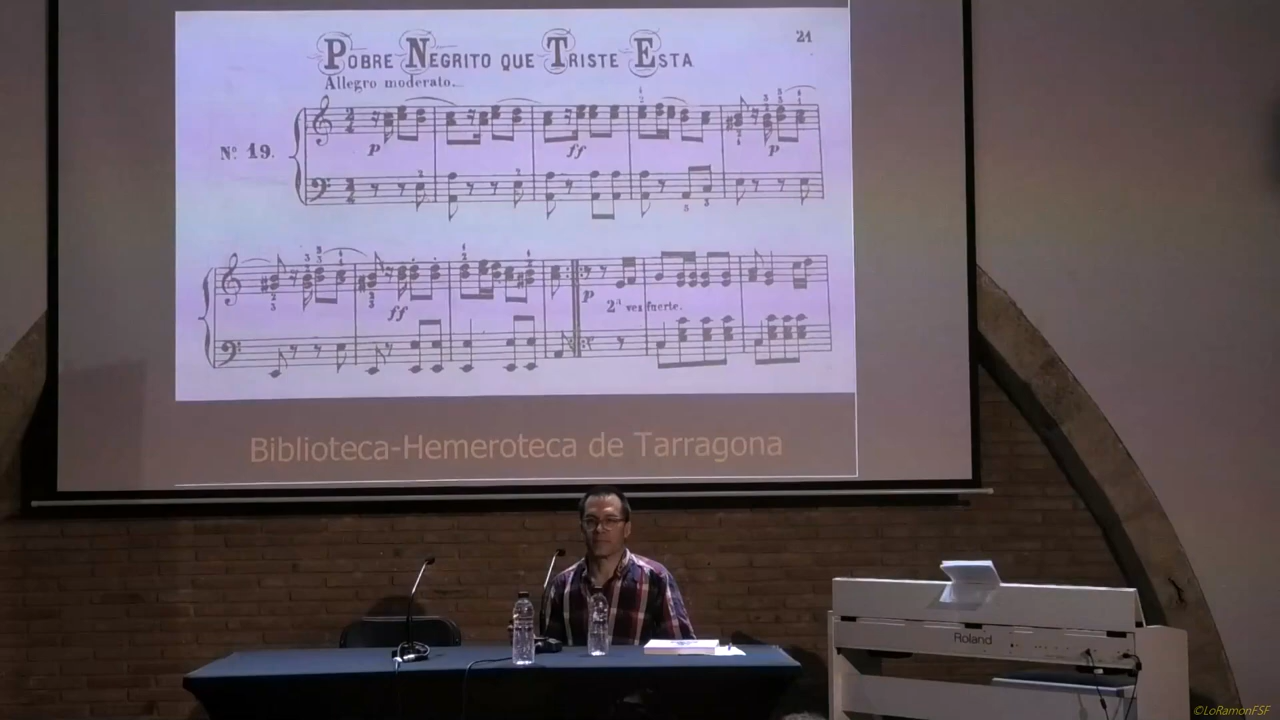 21
POBRE NEGRITO QUE TRISTE ESTA
Allegro moderato.
Nº 19.
p
ff
p
ff
p
2ª ves fuerte.
Biblioteca-Hemeroteca de Tarragona
Roland
©LoRamonFSF